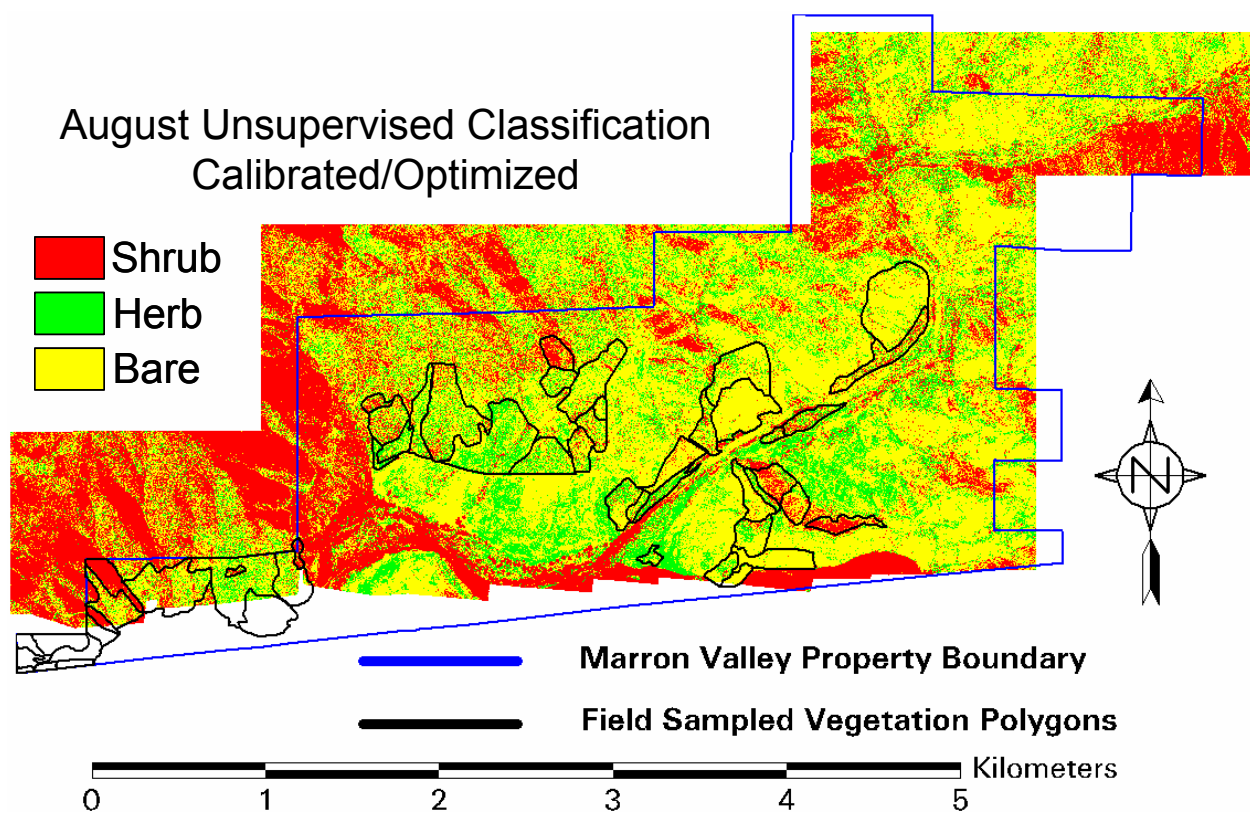 August Unsupervised Classification
Calibrated/Optimized
Shrub
Herb
Bare
N
Marron Valley Property Boundary
Field Sampled Vegetation Polygons
Kilometers
0 1 2 3 4 5